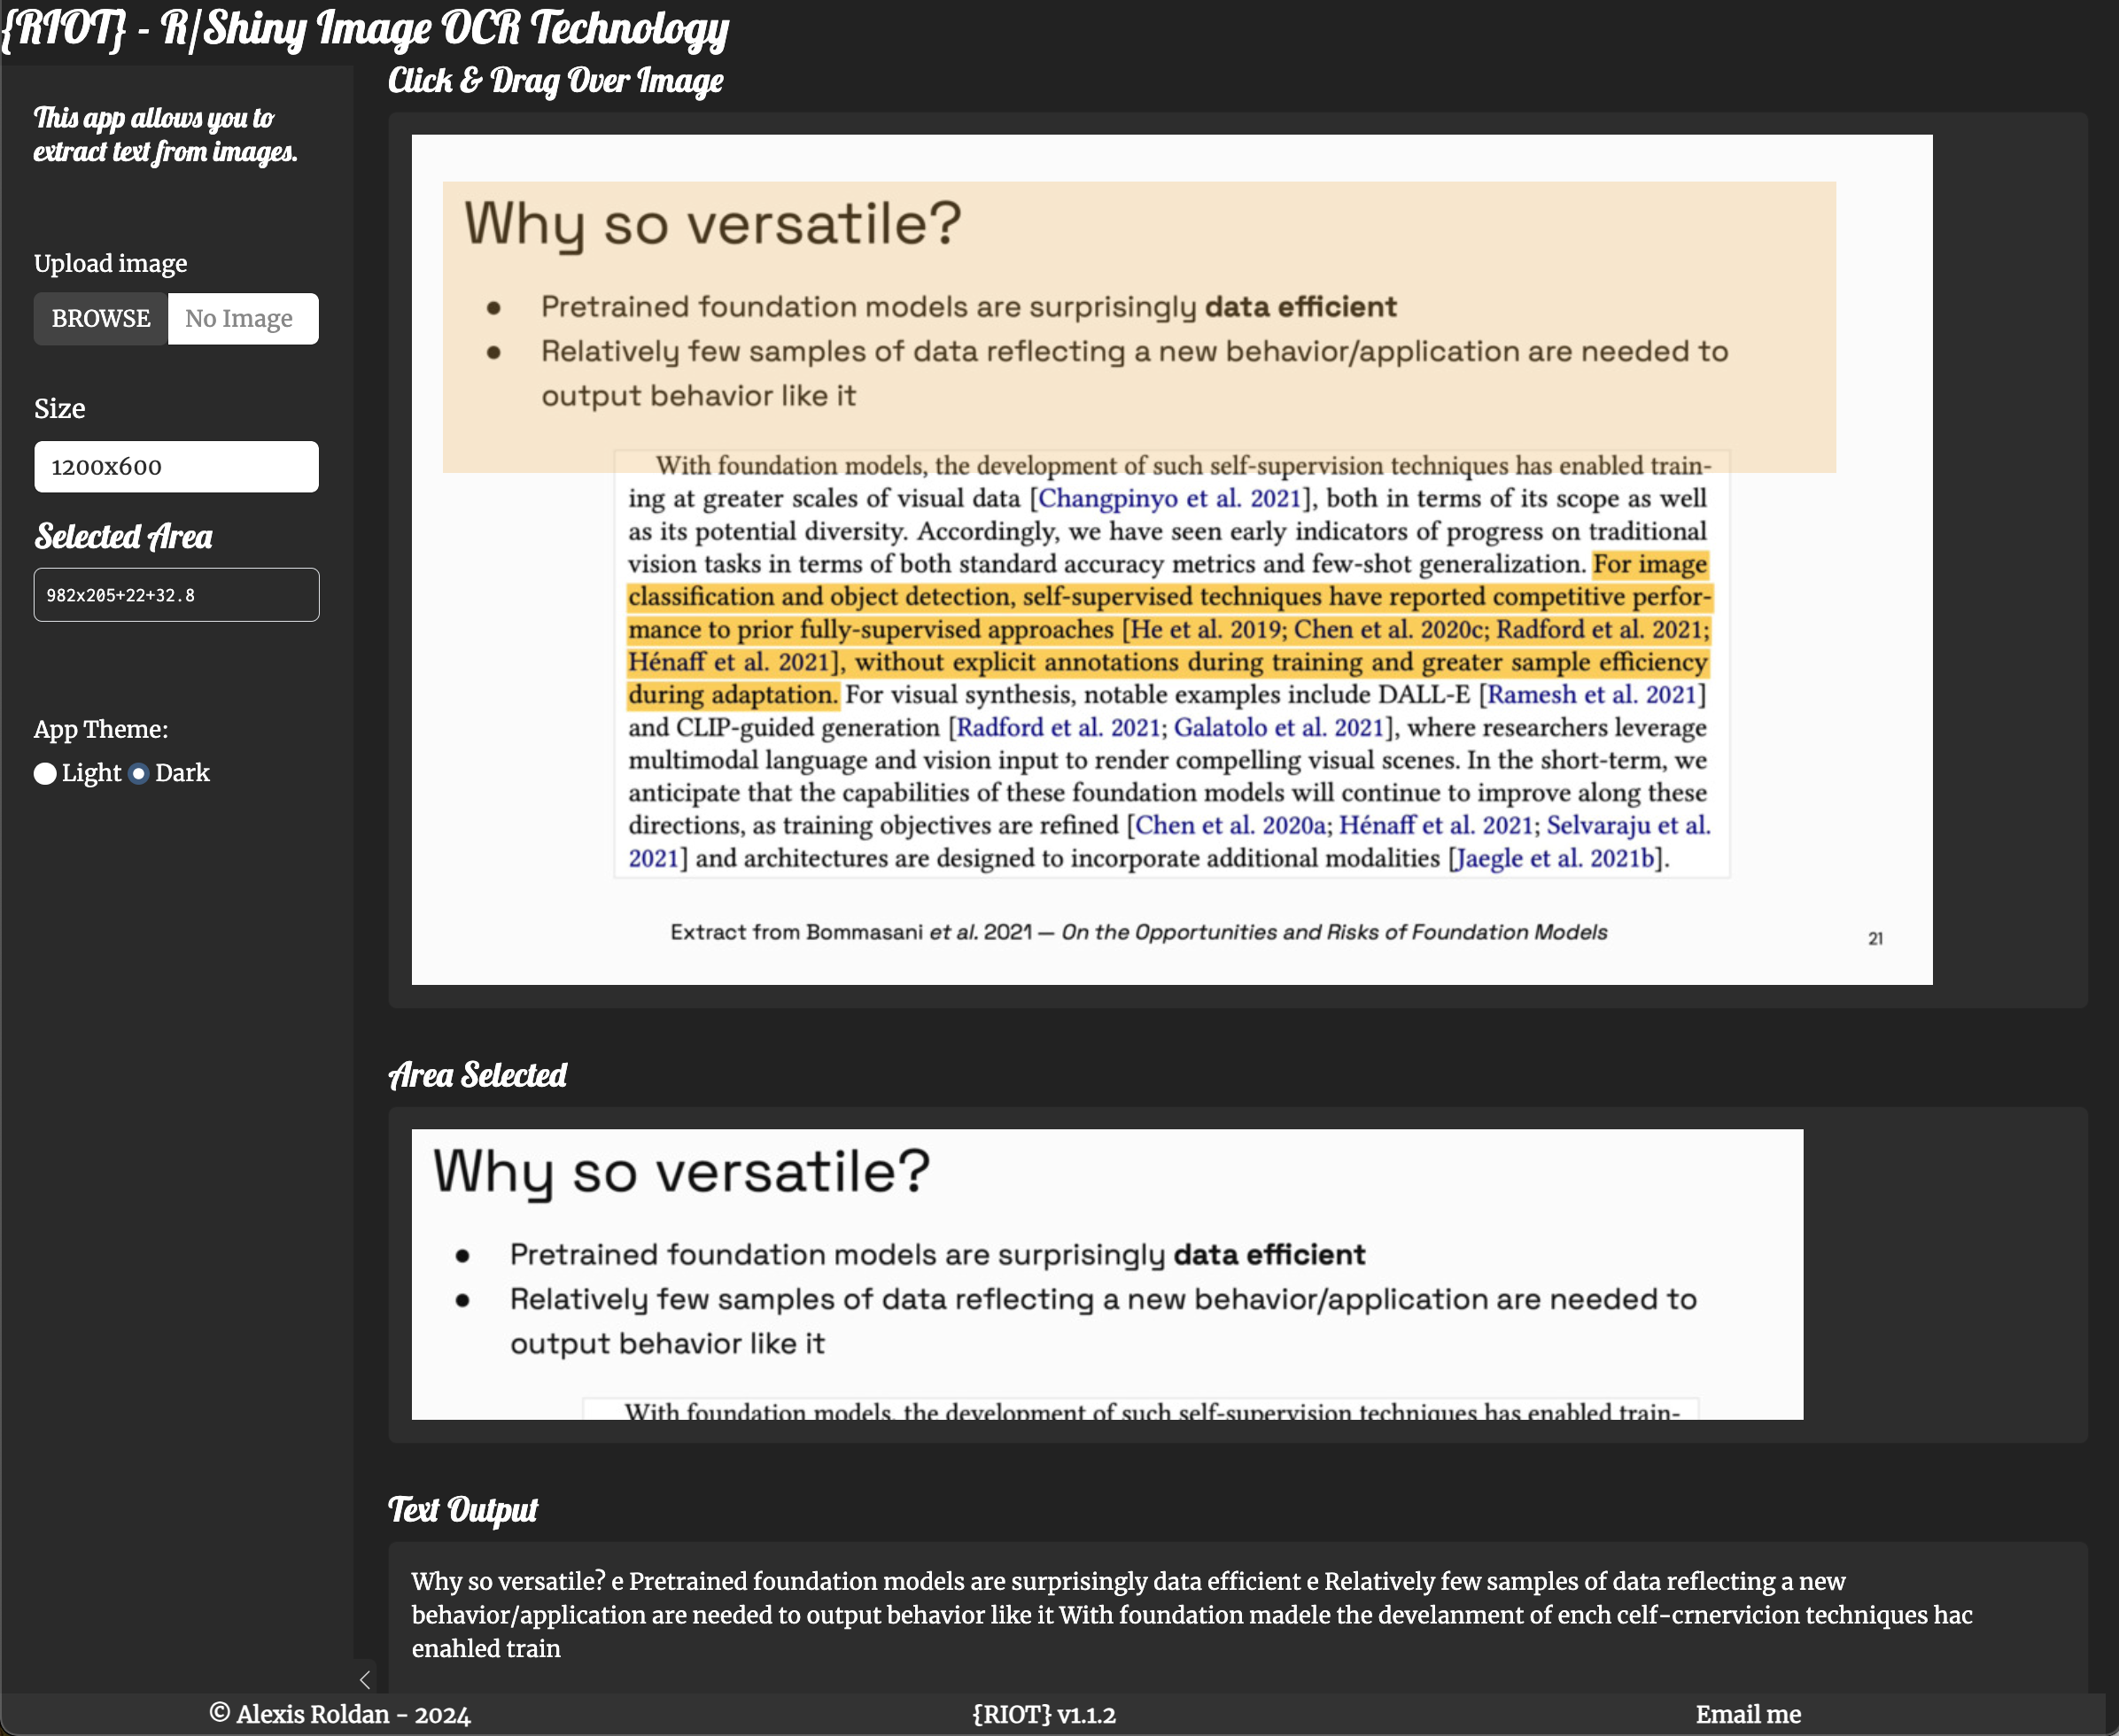 {RIOT} - R/Shiny Image OCR Technology
This app allows you to
extract text from images.
Upload image
BROWSE No Image
Size
1200x600
Selected Area
982x205+22+32.8
App Theme:
Light Dark
Click & Drag Over Image
Why so versatile?
● Pretrained foundation models are surprisingly data efficient
● Relatively few samples of data reflecting a new behavior/application are needed to
output behavior like it
With foundation models, the development of such self-supervision techniques has enabled train-
ing at greater scales of visual data [Changpinyo et al. 2021], both in terms of its scope as well
as its potential diversity. Accordingly, we have seen early indicators of progress on traditional
vision tasks in terms of both standard accuracy metrics and few-shot generalization. For image
classification and object detection, self-supervised techniques have reported competitive perfor-
mance to prior fully-supervised approaches [He et al. 2019; Chen et al. 2020c; Radford et al. 2021;
Hénaff et al. 2021], without explicit annotations during training and greater sample efficiency
during adaptation. For visual synthesis, notable examples include DALL-E [Ramesh et al. 2021]
and CLIP-guided generation [Radford et al. 2021; Galatolo et al. 2021], where researchers leverage
multimodal language and vision input to render compelling visual scenes. In the short-term, we
anticipate that the capabilities of these foundation models will continue to improve along these
directions, as training objectives are refined [Chen et al. 2020a; Hénaff et al. 2021; Selvaraju et al.
2021] and architectures are designed to incorporate additional modalities [Jaegle et al. 2021b].
Extract from Bommasani et al. 2021 — On the Opportunities and Risks of Foundation Models
21
Area Selected
Why so versatile?
● Pretrained foundation models are surprisingly data efficient
● Relatively few samples of data reflecting a new behavior/application are needed to
output behavior like it
With foundation models, the development of such self-supervision techniques has enabled train-
Text Output
Why so versatile? e Pretrained foundation models are surprisingly data efficient e Relatively few samples of data reflecting a new
behavior/application are needed to output behavior like it With foundation madele the develanment of ench celf-crnervicion techniques hac
enahled train
© Alexis Roldan - 2024
{RIOT} v1.1.2
Email me